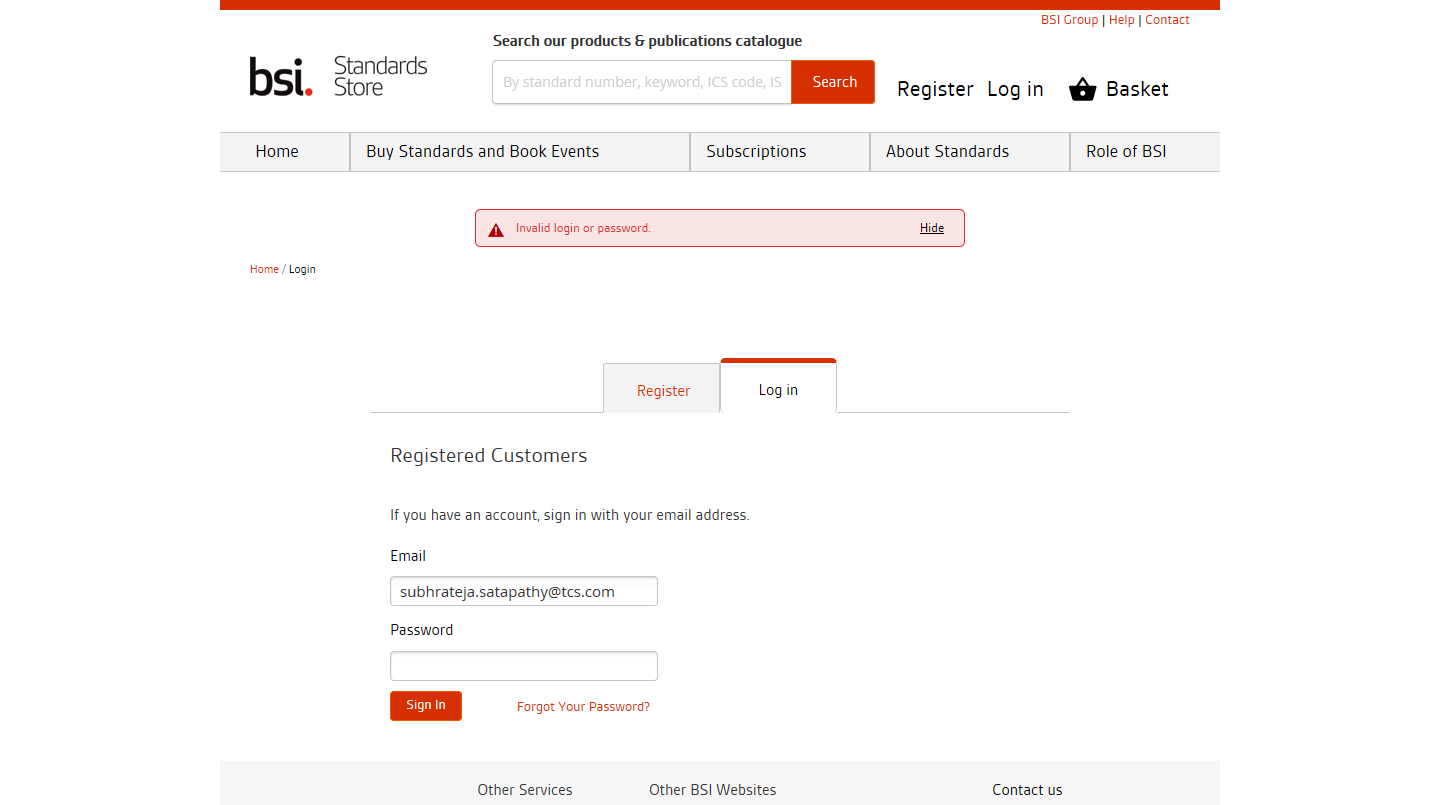 BSI Group | Help | Contact
Search our products & publications catalogue
bsi. Standards Store
By standard number, keyword, ICS code, IS
Search
Register Log in Basket
Home Buy Standards and Book Events Subscriptions About Standards Role of BSI
Invalid login or password. Hide
Home / Login
Register Log in
Registered Customers
If you have an account, sign in with your email address.
Email
subhrateja.satapathy@tcs.com
Password
Sign In Forgot Your Password?
Other Services Other BSI Websites Contact us